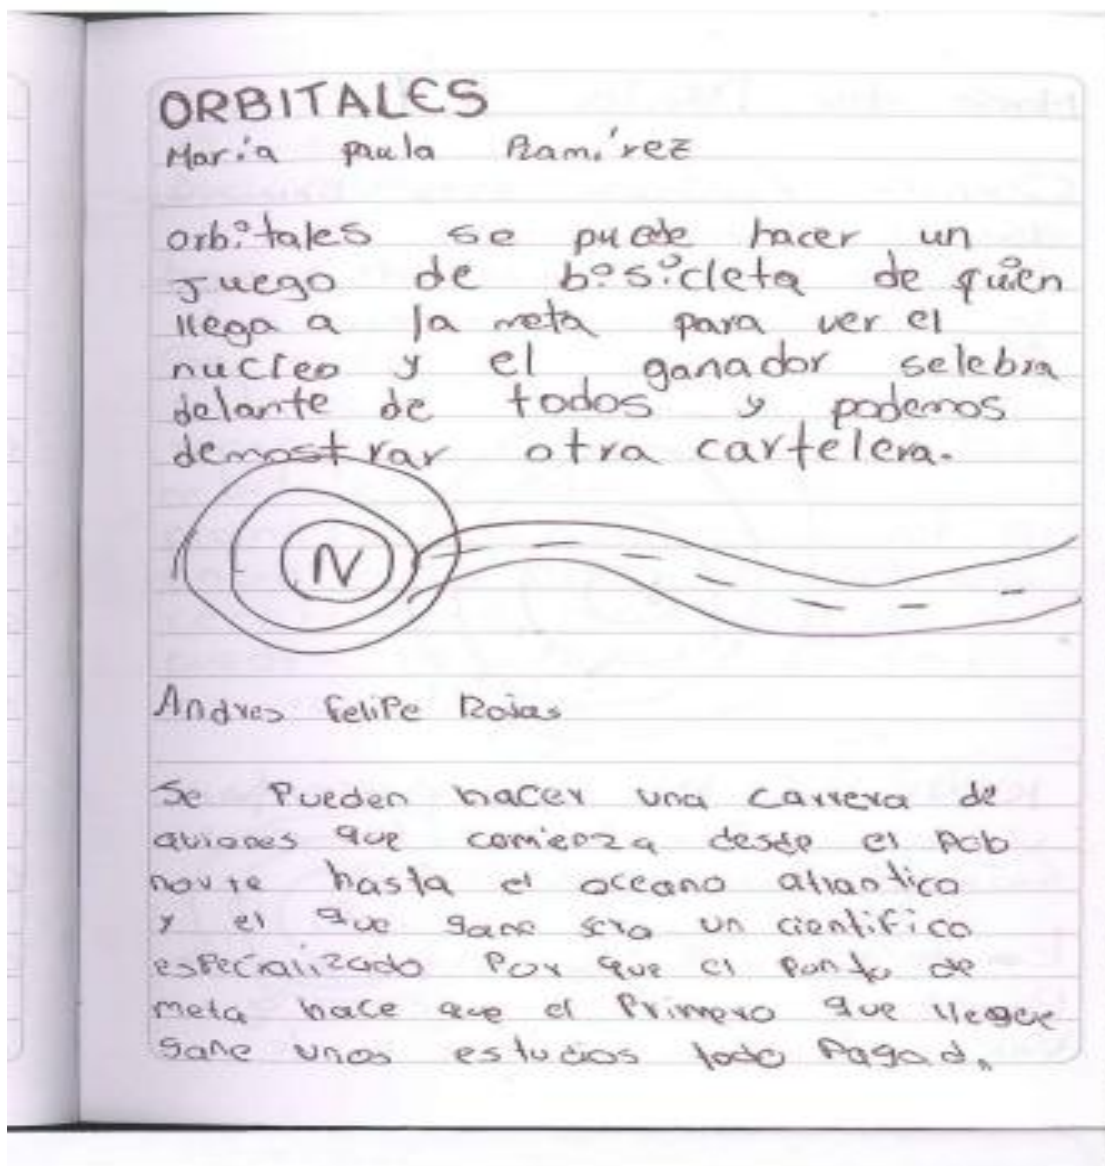 ORBITALES
María paula Ramírez
orbitales se puede hacer un
juego de bisicleta de quien
llega a la meta para ver el
nucleo y el ganador selebra
delante de todos y podemos
demostrar otra cartelera.
N
Andres Felipe Rojas
Se Pueden hacer una carrera de
aviones que comienza desde el Polo
norte hasta el oceano atlantico
y el que gane sera un cientifico
especializado Por que el Punto de
meta hace que el Primero que llegue
gane unos estudios todo Pagad.